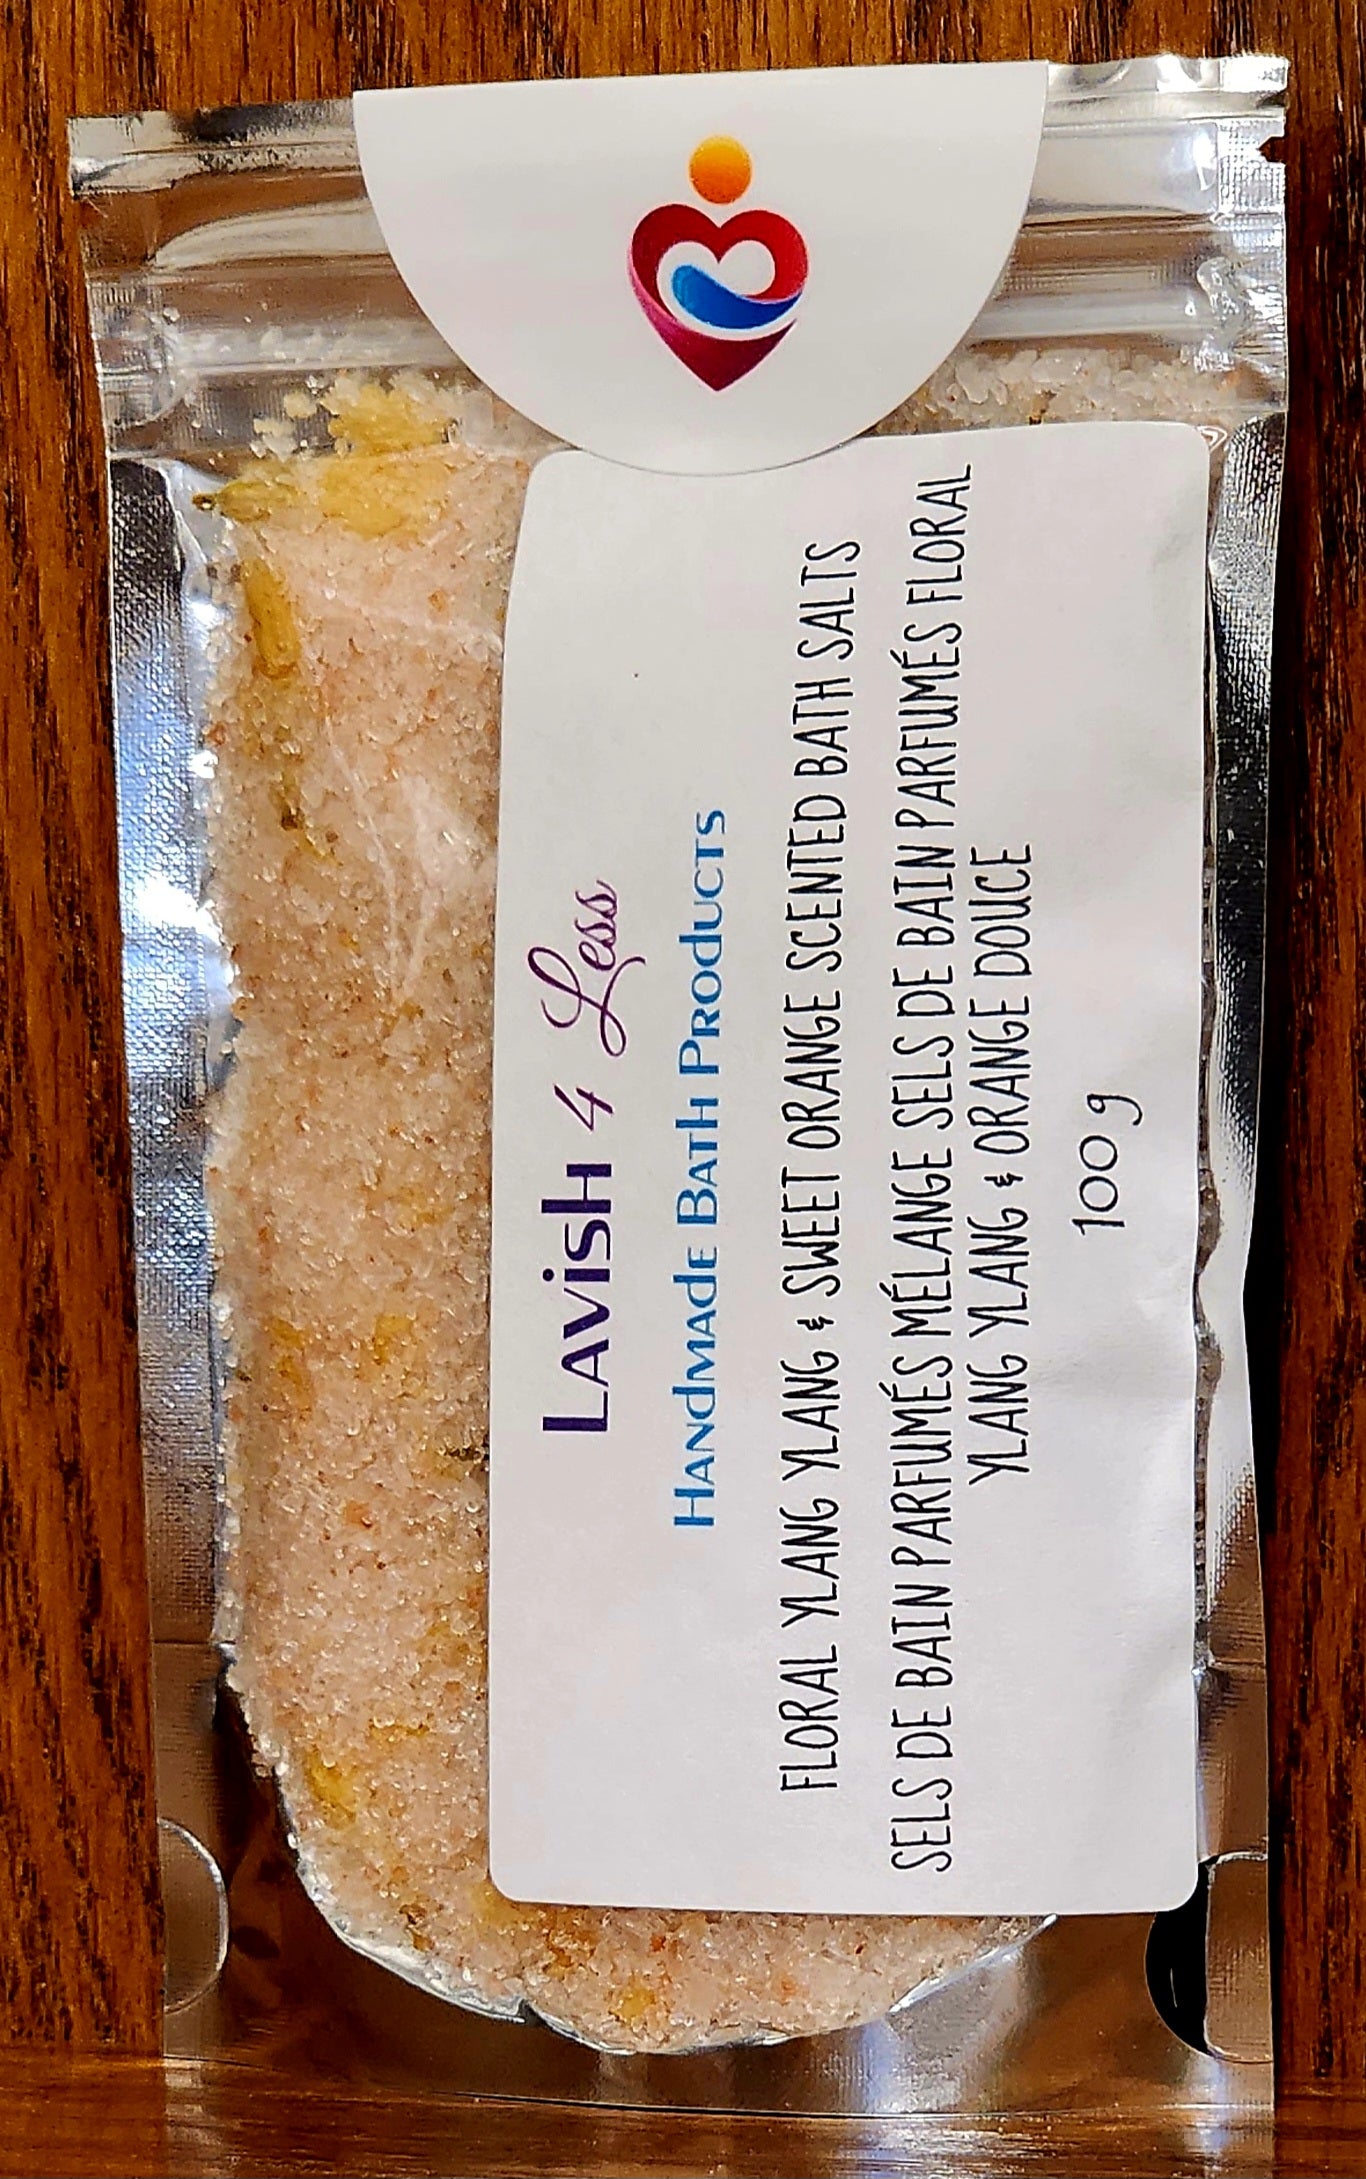 Lavish 4 Less
Handmade Bath Products
FLORAL YLANG YLANG & SWEET ORANGE SCENTED BATH SALTS
SELS DE BAIN PARFUMÉS MÉLANGE SELS DE BAIN PARFUMÉS FLORAL
YLANG YLANG & ORANGE DOUCE
100 g